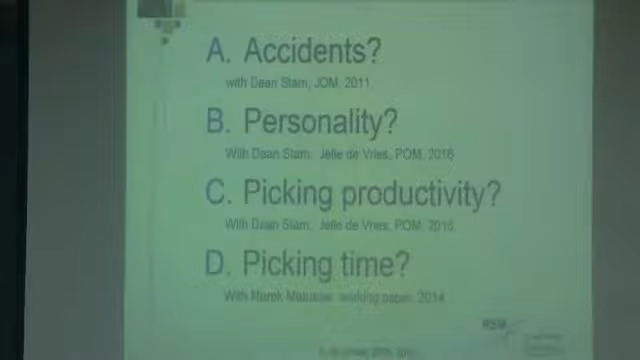 A. Accidents?
with Daan Stam, JOM, 2011,
B. Personality?
With Daan Stam, Jelle de Vries, POM, 2016
C. Picking productivity?
With Daan Stam, Jelle de Vries, POM, 2015,
D. Picking time?
With Marek Matusiak, working paper, 2014
RSM